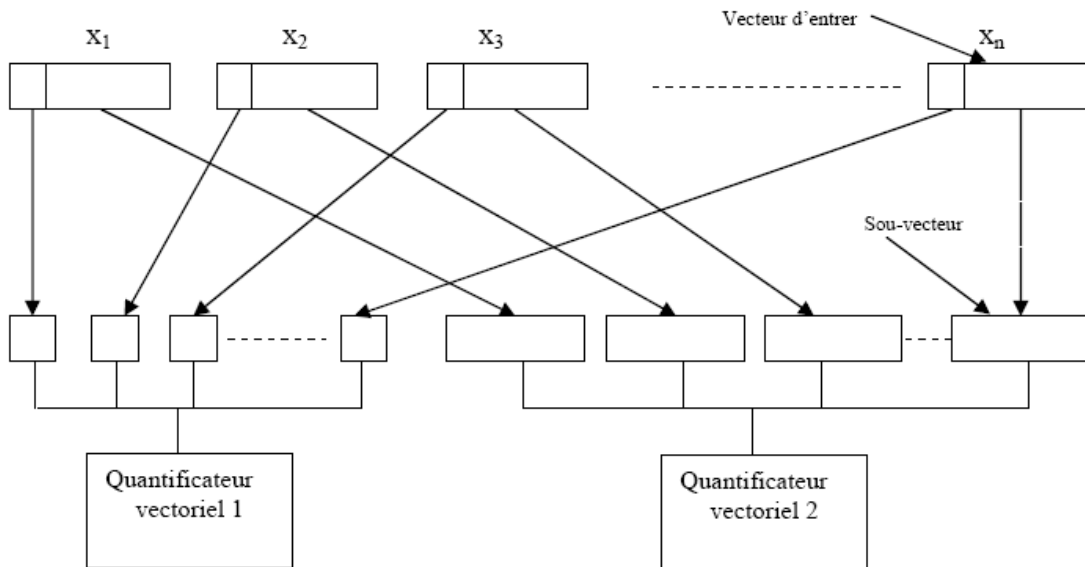 Vecteur d'entrer
x1
x2
x3
xn
Sou-vecteur
Quantificateur
vectoriel 1
Quantificateur
vectoriel 2